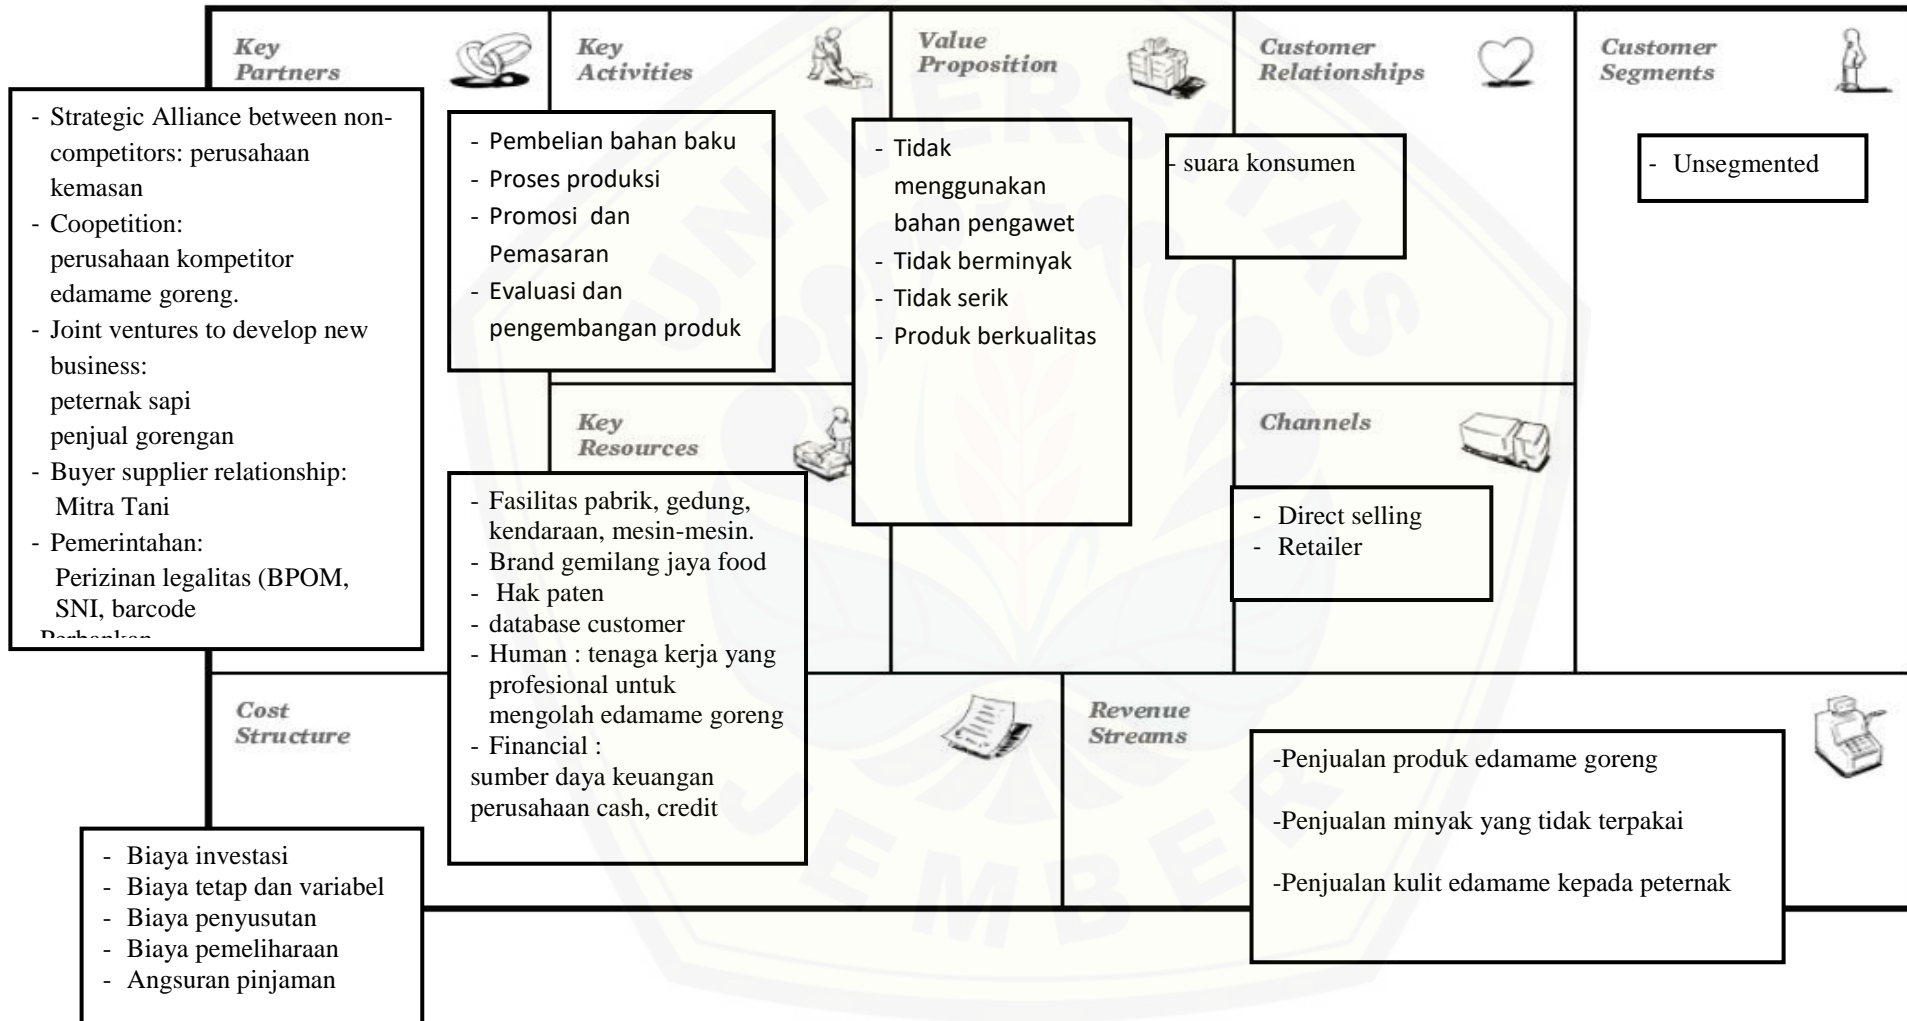 Key
Partners
- Strategic Alliance between non-
competitors: perusahaan
kemasan
- Coopetition:
perusahaan kompetitor
edamame goreng.
- Joint ventures to develop new
business:
peternak sapi
penjual gorengan
- Buyer supplier relationship:
Mitra Tani
- Pemerintahan:
Perizinan legalitas (BPOM,
SNI, barcode
Key
Activities
- Pembelian bahan baku
- Proses produksi
- Promosi dan
Pemasaran
- Evaluasi dan
pengembangan produk
Key
Resources
- Fasilitas pabrik, gedung,
kendaraan, mesin-mesin.
- Brand gemilang jaya food
- Hak paten
- database customer
- Human : tenaga kerja yang
profesional untuk
mengolah edamame goreng
- Financial :
sumber daya keuangan
perusahaan cash, credit
Value
Proposition
- Tidak
menggunakan
bahan pengawet
- Tidak berminyak
- Tidak serik
- Produk berkualitas
Customer
Relationships
- suara konsumen
Channels
- Direct selling
- Retailer
Customer
Segments
- Unsegmented
Cost
Structure
- Biaya investasi
- Biaya tetap dan variabel
- Biaya penyusutan
- Biaya pemeliharaan
- Angsuran pinjaman
Revenue
Streams
-Penjualan produk edamame goreng
-Penjualan minyak yang tidak terpakai
-Penjualan kulit edamame kepada peternak
UNIVERSITAS
JEMBER